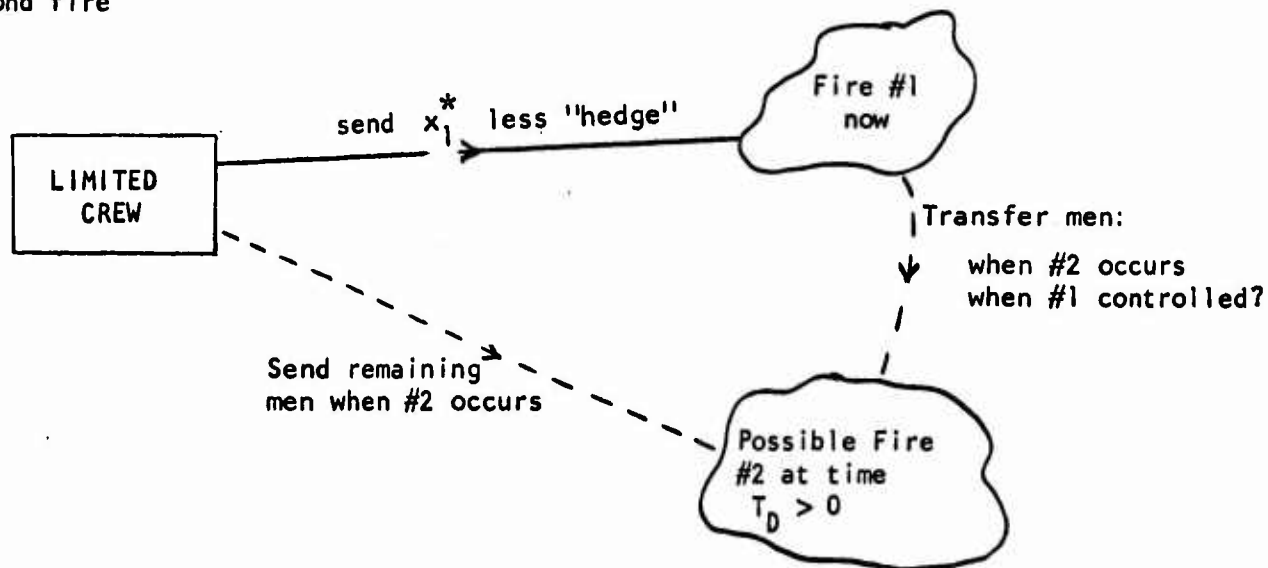 ond fire
send x₁* less "hedge"
Fire #1
now
LIMITED
CREW
Transfer men:
when #2 occurs
when #1 controlled?
Send remaining
men when #2 occurs
Possible Fire
#2 at time
T_D > 0